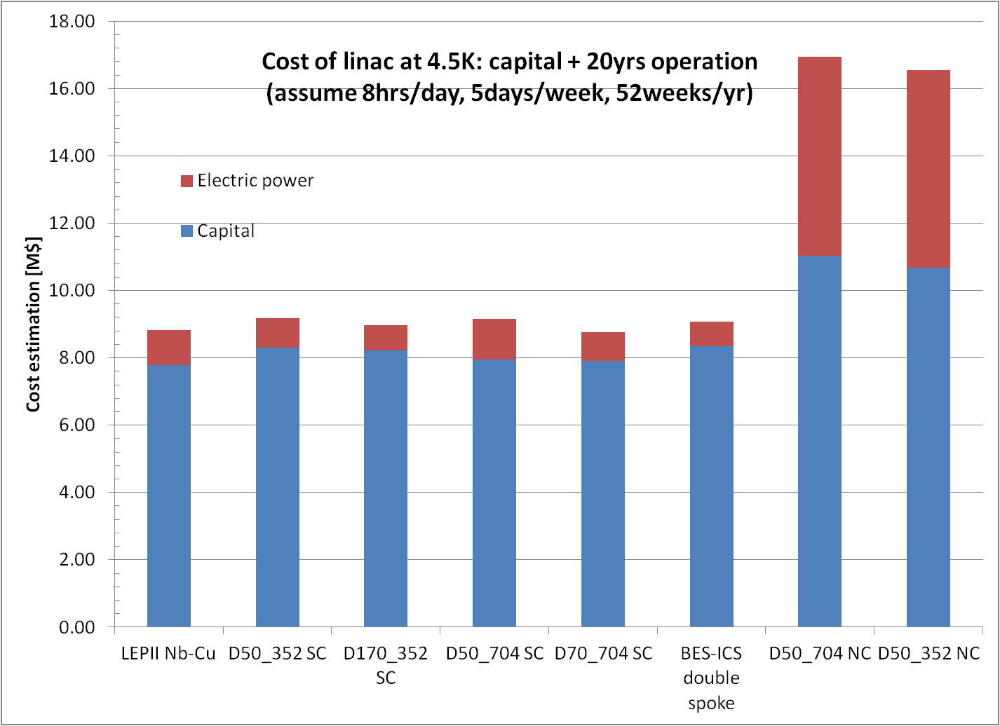 Cost of linac at 4.5K: capital + 20yrs operation
(assume 8hrs/day, 5days/week, 52weeks/yr)
Cost estimation [M$]
18.00
16.00
14.00
12.00
10.00
8.00
6.00
4.00
2.00
0.00
Electric power
Capital
LEPII Nb-Cu
D50_352 SC
D170_352
SC
D50_704 SC
D70_704 SC
BES-ICS
double
spoke
D50_704 NC
D50_352 NC